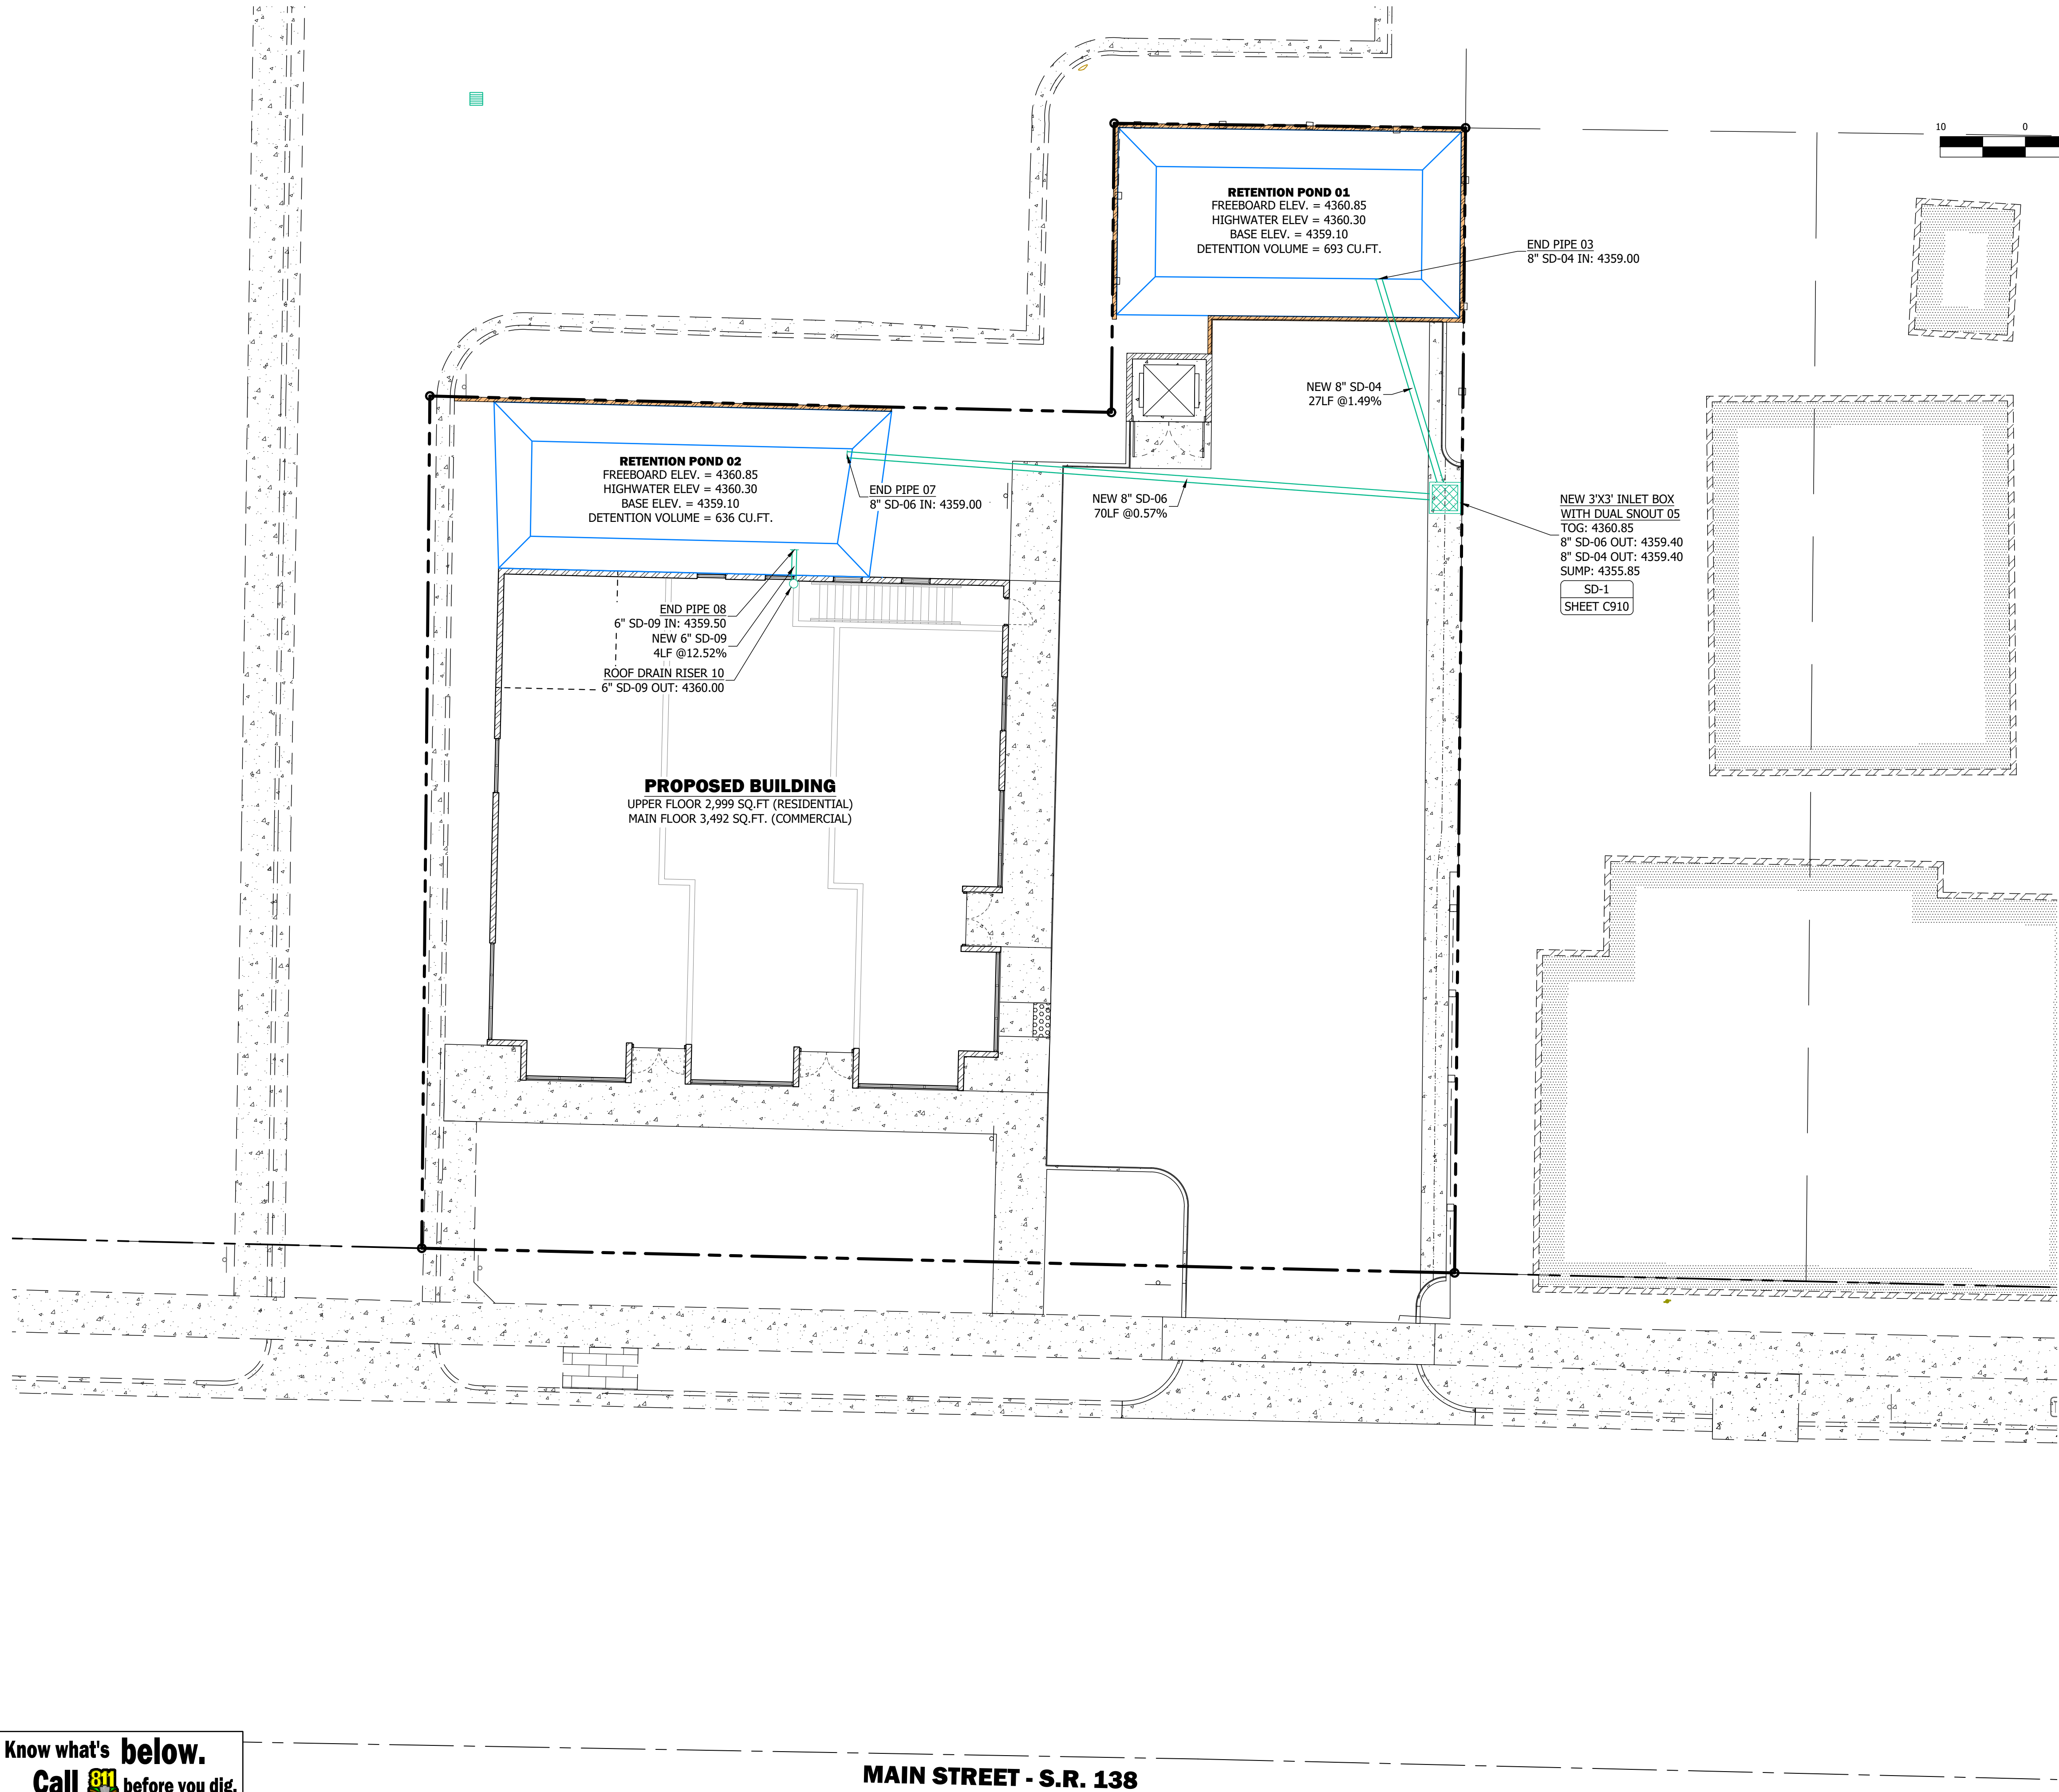 10 0
RETENTION POND 01
FREEBOARD ELEV. = 4360.85
HIGHWATER ELEV = 4360.30
BASE ELEV. = 4359.10
DETENTION VOLUME = 693 CU.FT.
END PIPE 03
8" SD-04 IN: 4359.00
NEW 8" SD-04
27LF @1.49%
RETENTION POND 02
FREEBOARD ELEV. = 4360.85
HIGHWATER ELEV = 4360.30
BASE ELEV. = 4359.10
DETENTION VOLUME = 636 CU.FT.
END PIPE 07
8" SD-06 IN: 4359.00
NEW 8" SD-06
70LF @0.57%
NEW 3'X3' INLET BOX
WITH DUAL SNOUT 05
TOG: 4360.85
8" SD-06 OUT: 4359.40
8" SD-04 OUT: 4359.40
SUMP: 4355.85
SD-1
SHEET C910
END PIPE 08
6" SD-09 IN: 4359.50
NEW 6" SD-09
4LF @12.52%
ROOF DRAIN RISER 10
6" SD-09 OUT: 4360.00
PROPOSED BUILDING
UPPER FLOOR 2,999 SQ.FT (RESIDENTIAL)
MAIN FLOOR 3,492 SQ.FT. (COMMERCIAL)
Know what's below.
Call 811 before you dig.
MAIN STREET - S.R. 138